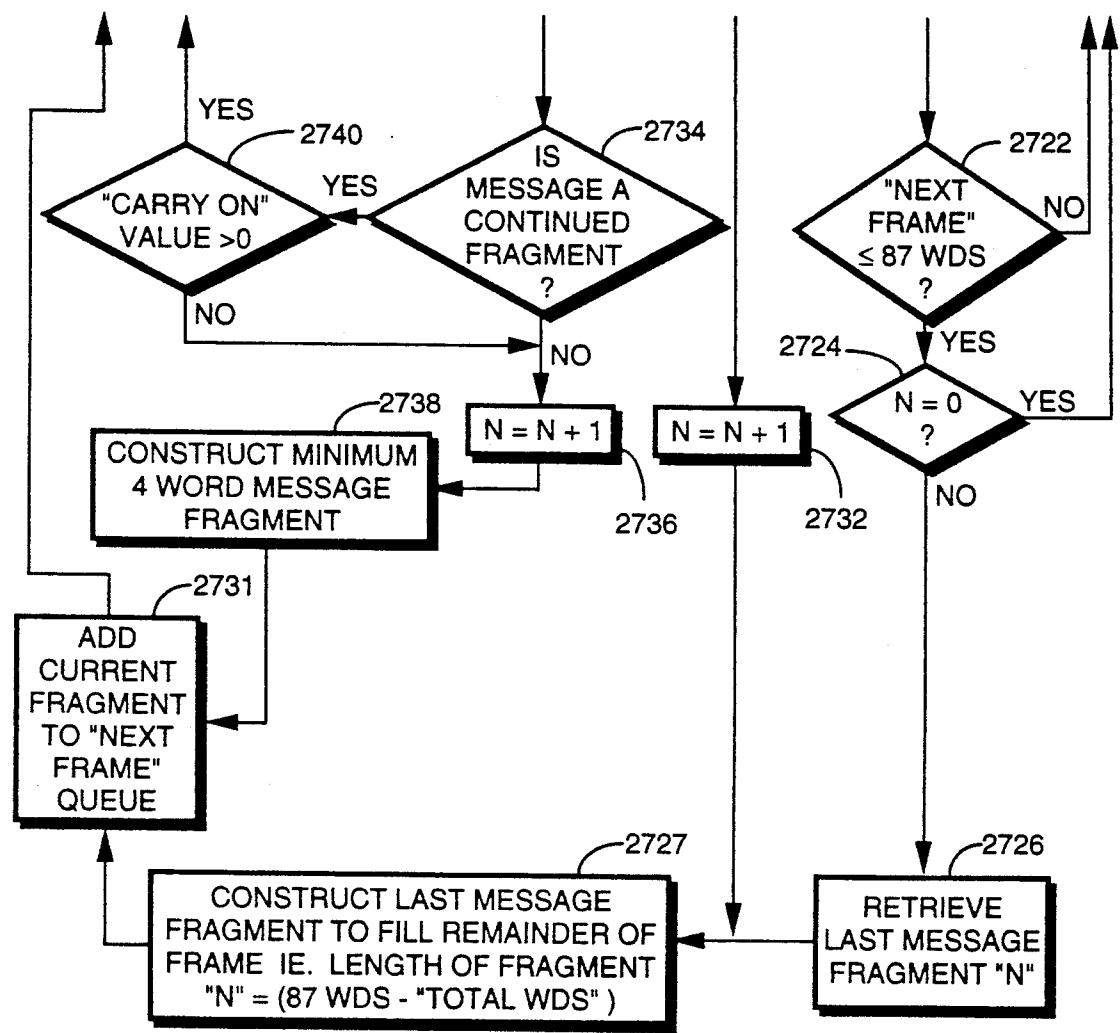 YES
2740
"CARRY ON"
VALUE >0
YES
NO
2734
IS
MESSAGE A
CONTINUED
FRAGMENT
?
NO
2722
"NEXT
FRAME"
≤ 87 WDS
?
NO
YES
2724
N = 0
?
YES
NO
2738
CONSTRUCT MINIMUM
4 WORD MESSAGE
FRAGMENT
N = N + 1
2736
N = N + 1
2732
2731
ADD
CURRENT
FRAGMENT
TO "NEXT
FRAME"
QUEUE
2727
CONSTRUCT LAST MESSAGE
FRAGMENT TO FILL REMAINDER OF
FRAME IE. LENGTH OF FRAGMENT
"N" = (87 WDS - "TOTAL WDS" )
2726
RETRIEVE
LAST MESSAGE
FRAGMENT "N"